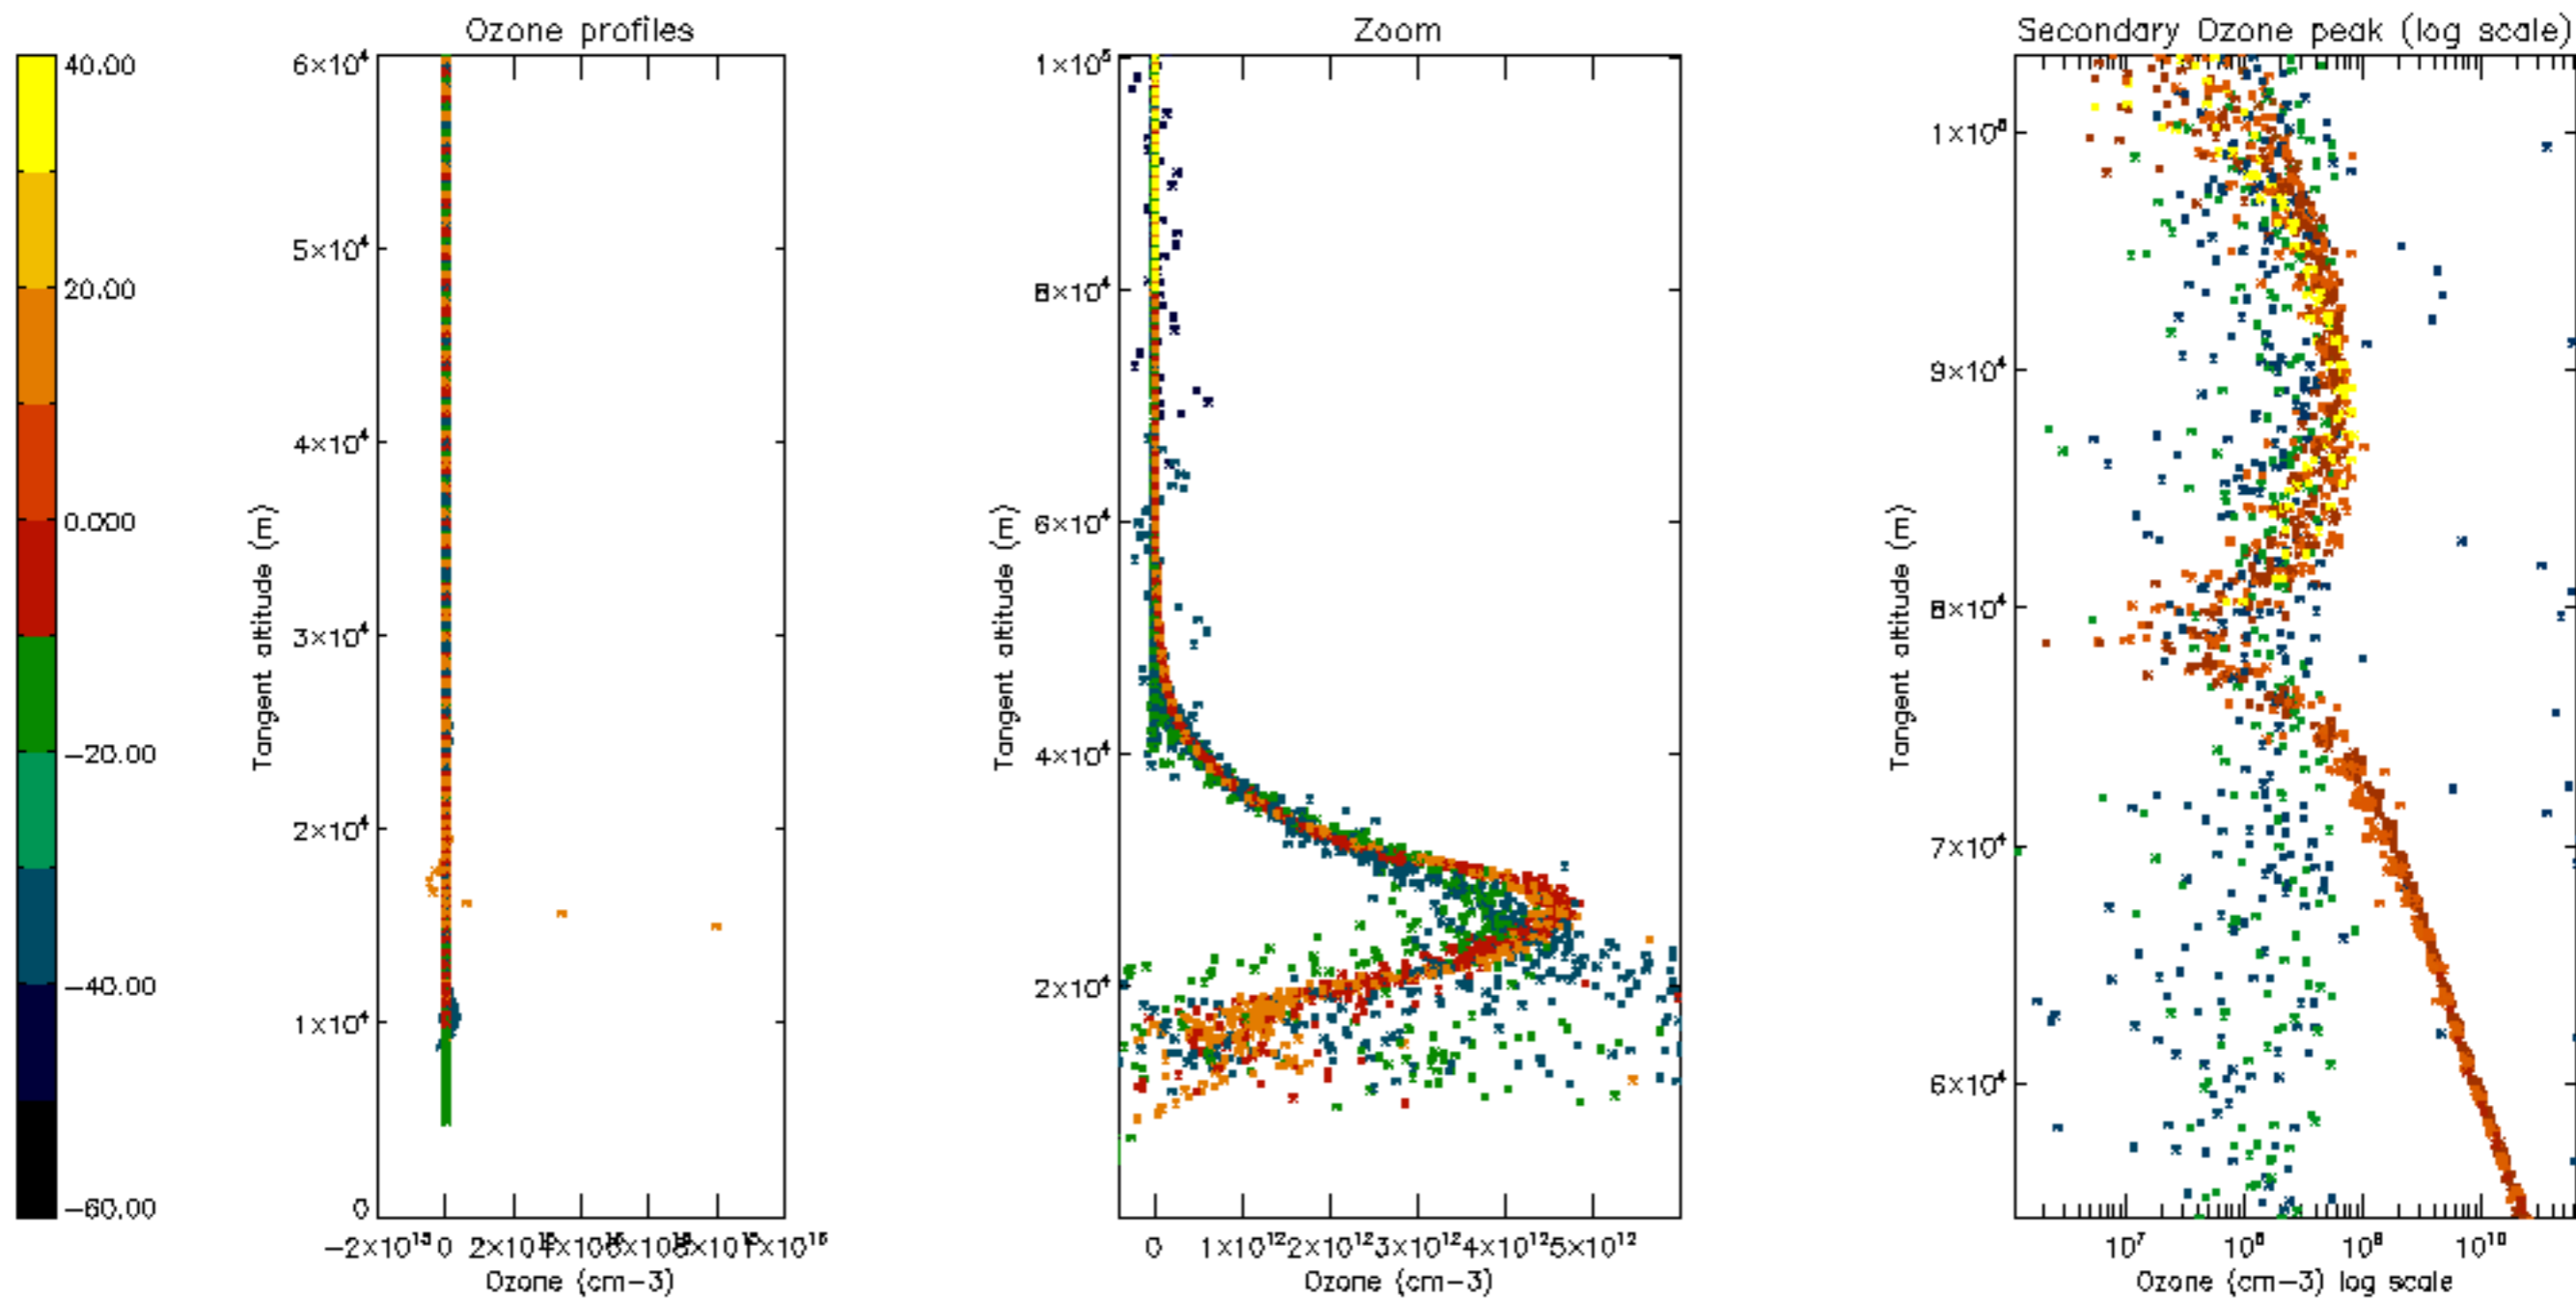 Ozone profiles
Zoom
Secondary Ozone peak (log scale)
40.00
20.00
0.000
−20.00
−40.00
−60.00
6×10⁴
5×10⁴
4×10⁴
3×10⁴
2×10⁴
1×10⁴
0
Tangent altitude (m)
−2×10¹⁵ 0
Ozone (cm−3)
1×10⁵
8×10⁴
6×10⁴
4×10⁴
2×10⁴
Tangent altitude (m)
0 1×10¹² 2×10¹² 3×10¹² 4×10¹² 5×10¹²
Ozone (cm−3)
9×10⁴
8×10⁴
7×10⁴
6×10⁴
Tangent altitude (m)
10⁷ 10⁸ 10⁹ 10¹⁰
Ozone (cm−3) log scale